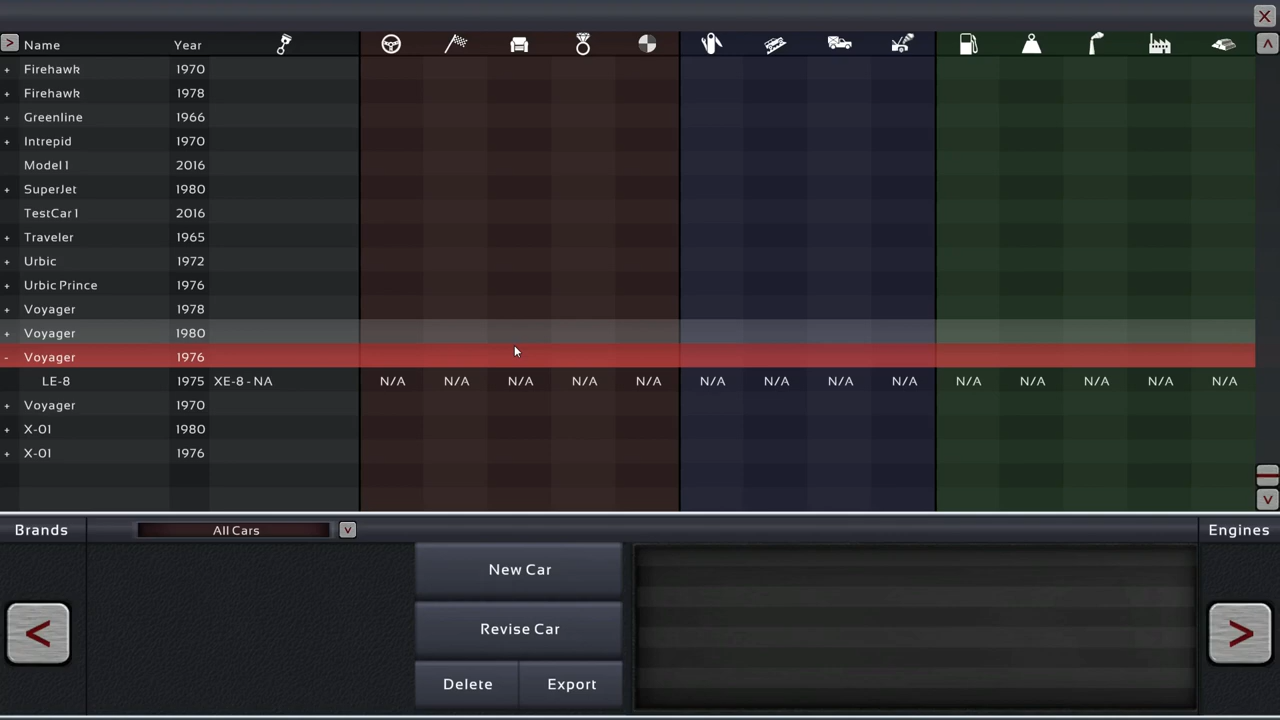 > Name Year
+ Firehawk 1970
+ Firehawk 1978
+ Greenline 1966
+ Intrepid 1970
Model 1 2016
+ SuperJet 1980
TestCar 1 2016
+ Traveler 1965
+ Urbic 1972
+ Urbic Prince 1976
+ Voyager 1978
+ Voyager 1980
- Voyager 1976
LE-8 1975 XE-8 - NA N/A N/A N/A N/A N/A N/A N/A N/A N/A N/A N/A N/A N/A N/A
+ Voyager 1970
+ X-01 1980
+ X-01 1976
Brands All Cars Engines
New Car
Revise Car
< >
Delete Export